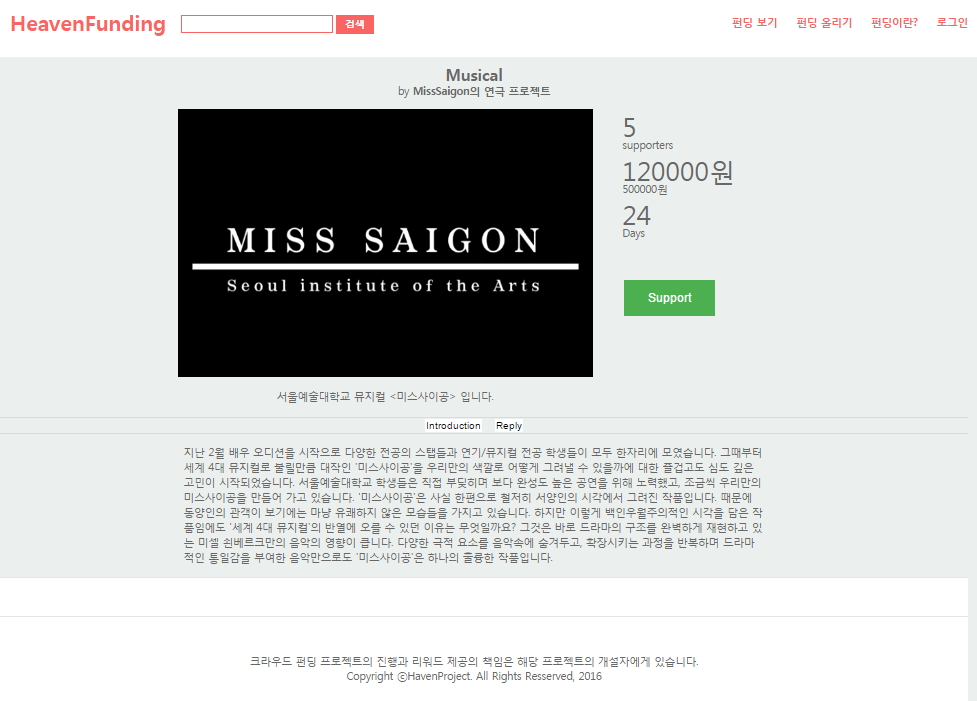 HeavenFunding 검색 펀딩 보기 펀딩 올리기 펀딩이란? 로그인
Musical
by MissSaigon의 연극 프로젝트
MISS SAIGON
Seoul institute of the Arts
5
supporters
120000원
500000원
24
Days
Support
서울예술대학교 뮤지컬 <미스사이공> 입니다.
Introduction Reply
지난 2월 배우 오디션을 시작으로 다양한 전공의 스탭들과 연기/뮤지컬 전공 학생들이 모두 한자리에 모였습니다. 그때부터
세계 4대 뮤지컬로 불릴만큼 대작인 '미스사이공'을 우리만의 색깔로 어떻게 그려낼 수 있을까에 대한 즐겁고도 심도 깊은
고민이 시작되었습니다. 서울예술대학교 학생들은 직접 부딪히며 보다 완성도 높은 공연을 위해 노력했고, 조금씩 우리만의
미스사이공을 만들어 가고 있습니다. '미스사이공'은 사실 한편으로 철저히 서양인의 시각에서 그려진 작품입니다. 때문에
동양인의 관객이 보기에는 마냥 유쾌하지 않은 모습들을 가지고 있습니다. 하지만 이렇게 백인우월주의적인 시각을 담은 작
품임에도 '세계 4대 뮤지컬'의 반열에 오를 수 있던 이유는 무엇일까요? 그것은 바로 드라마의 구조를 완벽하게 재현하고 있
는 미셸 쇤베르크만의 음악의 영향이 큽니다. 다양한 극적 요소를 음악속에 숨겨두고, 확장시키는 과정을 반복하며 드라마
적인 통일감을 부여한 음악만으로도 '미스사이공'은 하나의 훌륭한 작품입니다.
크라우드 펀딩 프로젝트의 진행과 리워드 제공의 책임은 해당 프로젝트의 개설자에게 있습니다.
Copyright ⓒHavenProject. All Rights Resserved, 2016